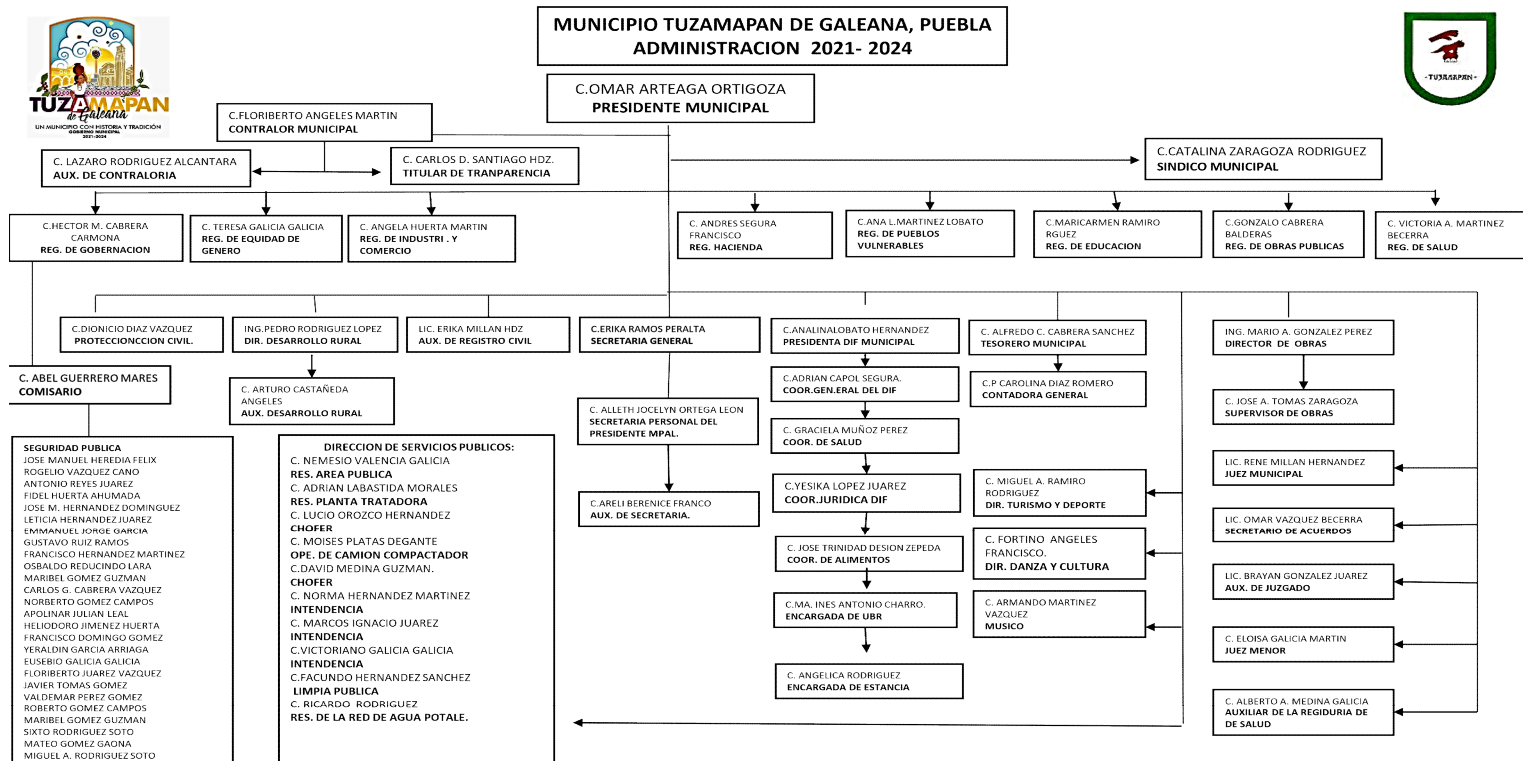 MUNICIPIO TUZAMAPAN DE GALEANA, PUEBLA
ADMINISTRACION 2021- 2024
TUZAMAPAN
de Galeana
UN MUNICIPIO CON HISTORIA Y TRADICIÓN
GOBIERNO MUNICIPAL
2021-2024
- TUZAMAPAN -
C.OMAR ARTEAGA ORTIGOZA
PRESIDENTE MUNICIPAL
C.FLORIBERTO ANGELES MARTIN
CONTRALOR MUNICIPAL
C. LAZARO RODRIGUEZ ALCANTARA
AUX. DE CONTRALORIA
C. CARLOS D. SANTIAGO HDZ.
TITULAR DE TRANPARENCIA
C.CATALINA ZARAGOZA RODRIGUEZ
SINDICO MUNICIPAL
C.HECTOR M. CABRERA
CARMONA
REG. DE GOBERNACION
C. TERESA GALICIA GALICIA
REG. DE EQUIDAD DE
GENERO
C. ANGELA HUERTA MARTIN
REG. DE INDUSTRI . Y
COMERCIO
C. ANDRES SEGURA
FRANCISCO
REG. HACIENDA
C.ANA L.MARTINEZ LOBATO
REG. DE PUEBLOS
VULNERABLES
C.MARICARMEN RAMIRO
RGUEZ
REG. DE EDUCACION
C.GONZALO CABRERA
BALDERAS
REG. DE OBRAS PUBLICAS
C. VICTORIA A. MARTINEZ
BECERRA
REG. DE SALUD
C.DIONICIO DIAZ VAZQUEZ
PROTECCIONCCION CIVIL.
ING.PEDRO RODRIGUEZ LOPEZ
DIR. DESARROLLO RURAL
LIC. ERIKA MILLAN HDZ
AUX. DE REGISTRO CIVIL
C.ERIKA RAMOS PERALTA
SECRETARIA GENERAL
C.ANALINALOBATO HERNANDEZ
PRESIDENTA DIF MUNICIPAL
C. ALFREDO C. CABRERA SANCHEZ
TESORERO MUNICIPAL
ING. MARIO A. GONZALEZ PEREZ
DIRECTOR DE OBRAS
C. ABEL GUERRERO MARES
COMISARIO
C. ARTURO CASTAÑEDA
ANGELES
AUX. DESARROLLO RURAL
C. ALLETH JOCELYN ORTEGA LEON
SECRETARIA PERSONAL DEL
PRESIDENTE MPAL.
C.ARELI BERENICE FRANCO
AUX. DE SECRETARIA.
C.ADRIAN CAPOL SEGURA.
COOR.GEN.ERAL DEL DIF
C. GRACIELA MUÑOZ PEREZ
COOR. DE SALUD
C.YESIKA LOPEZ JUAREZ
COOR.JURIDICA DIF
C. JOSE TRINIDAD DESION ZEPEDA
COOR. DE ALIMENTOS
C.MA. INES ANTONIO CHARRO.
ENCARGADA DE UBR
C. ANGELICA RODRIGUEZ
ENCARGADA DE ESTANCIA
C.P CAROLINA DIAZ ROMERO
CONTADORA GENERAL
C. MIGUEL A. RAMIRO
RODRIGUEZ
DIR. TURISMO Y DEPORTE
C. FORTINO ANGELES
FRANCISCO.
DIR. DANZA Y CULTURA
C. ARMANDO MARTINEZ
VAZQUEZ
MUSICO
C. JOSE A. TOMAS ZARAGOZA
SUPERVISOR DE OBRAS
LIC. RENE MILLAN HERNANDEZ
JUEZ MUNICIPAL
LIC. OMAR VAZQUEZ BECERRA
SECRETARIO DE ACUERDOS
LIC. BRAYAN GONZALEZ JUAREZ
AUX. DE JUZGADO
C. ELOISA GALICIA MARTIN
JUEZ MENOR
C. ALBERTO A. MEDINA GALICIA
AUXILIAR DE LA REGIDURIA DE
DE SALUD
SEGURIDAD PUBLICA
JOSE MANUEL HEREDIA FELIX
ROGELIO VAZQUEZ CANO
ANTONIO REYES JUAREZ
FIDEL HUERTA AHUMADA
JOSE M. HERNANDEZ DOMINGUEZ
LETICIA HERNANDEZ JUAREZ
EMMANUEL JORGE GARCIA
GUSTAVO RUIZ RAMOS
FRANCISCO HERNANDEZ MARTINEZ
OSBALDO REDUCINDO LARA
MARIBEL GOMEZ GUZMAN
CARLOS G. CABRERA VAZQUEZ
NORBERTO GOMEZ CAMPOS
APOLINAR JULIAN LEAL
HELIODORO JIMENEZ HUERTA
FRANCISCO DOMINGO GOMEZ
YERALDIN GARCIA ARRIAGA
EUSEBIO GALICIA GALICIA
FLORIBERTO JUAREZ VAZQUEZ
JAVIER TOMAS GOMEZ
VALDEMAR PEREZ GOMEZ
ROBERTO GOMEZ CAMPOS
MARIBEL GOMEZ GUZMAN
SIXTO RODRIGUEZ SOTO
MATEO GOMEZ GAONA
MIGUEL A. RODRIGUEZ SOTO
DIRECCION DE SERVICIOS PUBLICOS:
C. NEMESIO VALENCIA GALICIA
RES. AREA PUBLICA
C. ADRIAN LABASTIDA MORALES
RES. PLANTA TRATADORA
C. LUCIO OROZCO HERNANDEZ
CHOFER
C. MOISES PLATAS DEGANTE
OPE. DE CAMION COMPACTADOR
C.DAVID MEDINA GUZMAN.
CHOFER
C. NORMA HERNANDEZ MARTINEZ
INTENDENCIA
C. MARCOS IGNACIO JUAREZ
INTENDENCIA
C.VICTORIANO GALICIA GALICIA
INTENDENCIA
C.FACUNDO HERNANDEZ SANCHEZ
LIMPIA PUBLICA
C. RICARDO RODRIGUEZ
RES. DE LA RED DE AGUA POTALE.